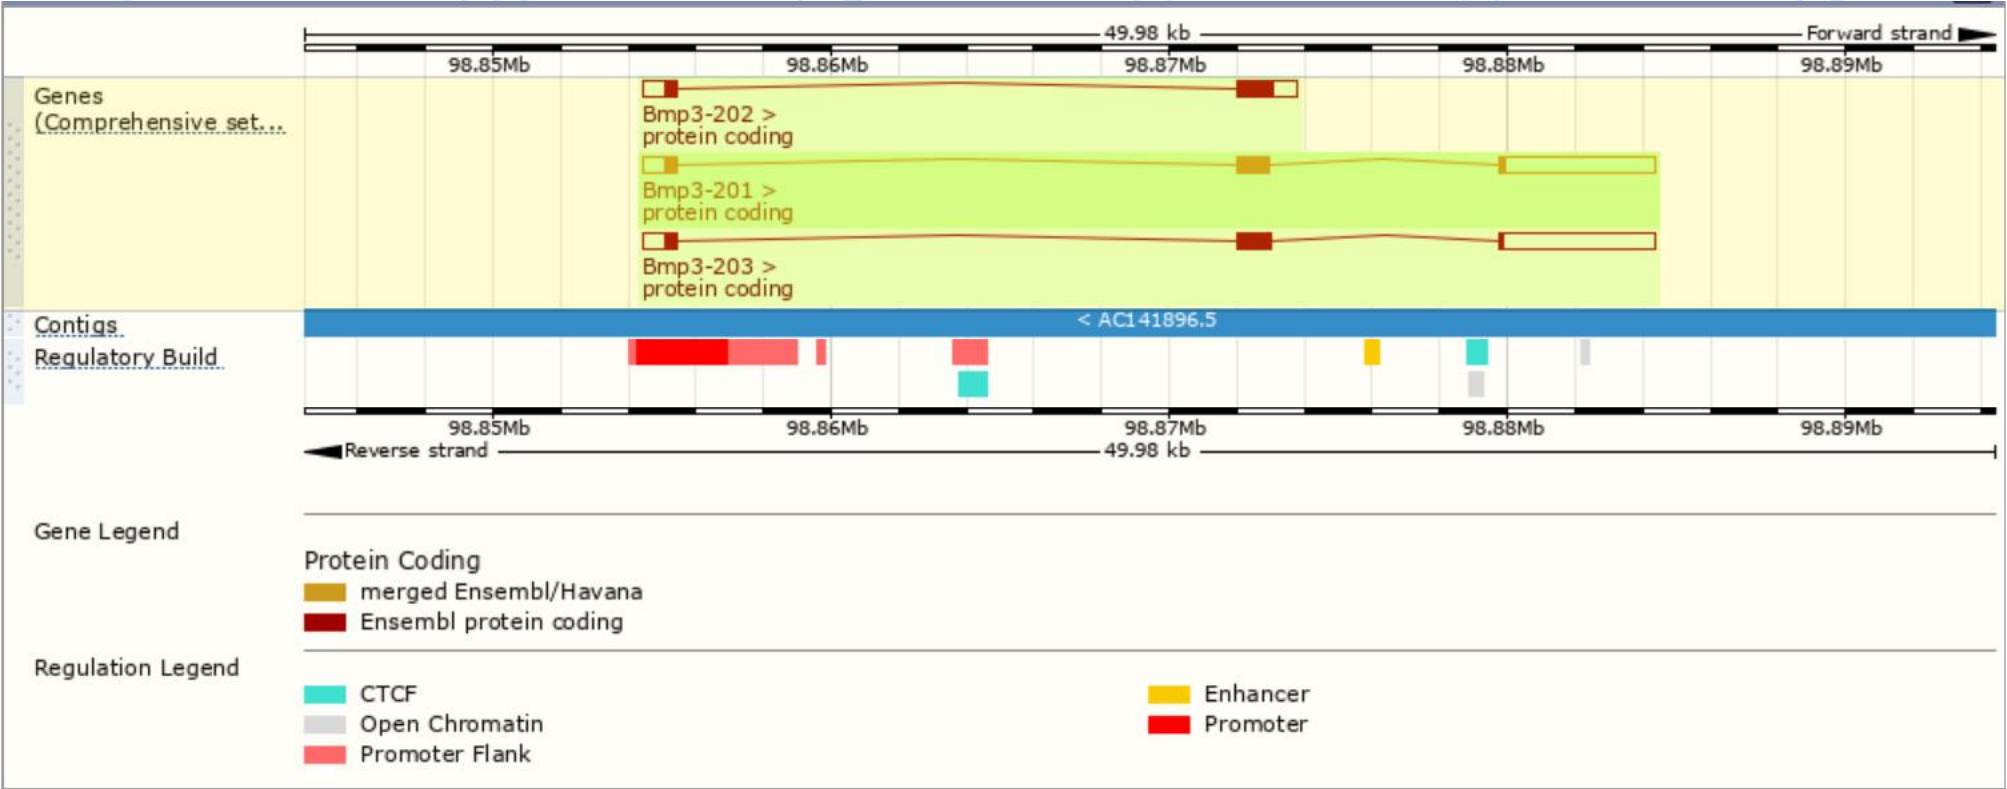 49.98 kb Forward strand
98.85Mb 98.86Mb 98.87Mb 98.88Mb 98.89Mb
Genes
(Comprehensive set...
Bmp3-202 >
protein coding
Bmp3-201 >
protein coding
Bmp3-203 >
protein coding
Contigs < AC141896.5
Regulatory Build
98.85Mb 98.86Mb 98.87Mb 98.88Mb 98.89Mb
Reverse strand 49.98 kb
Gene Legend
Protein Coding
merged Ensembl/Havana
Ensembl protein coding
Regulation Legend
CTCF Enhancer
Open Chromatin Promoter
Promoter Flank